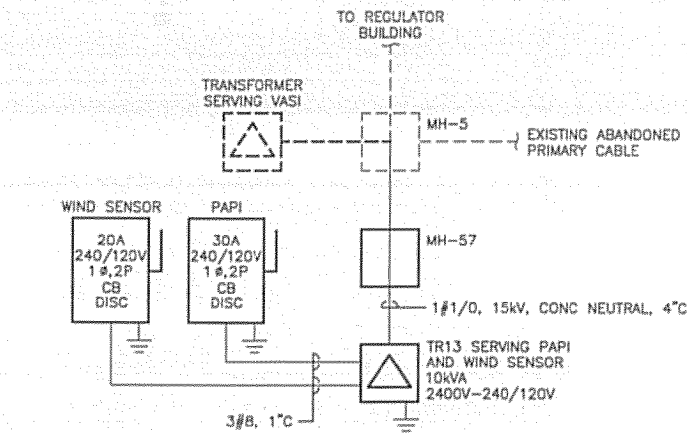 TO REGULATOR
BUILDING
TRANSFORMER
SERVING VASI
MH-5
EXISTING ABANDONED
PRIMARY CABLE
WIND SENSOR
PAPI
20A
240/120V
1ø,2P
CB
DISC
30A
240/120V
1ø,2P
CB
DISC
MH-57
1#1/0, 15kV, CONC NEUTRAL, 4"C
TR13 SERVING PAPI
AND WIND SENSOR
10kVA
2400V-240/120V
3#8, 1"C